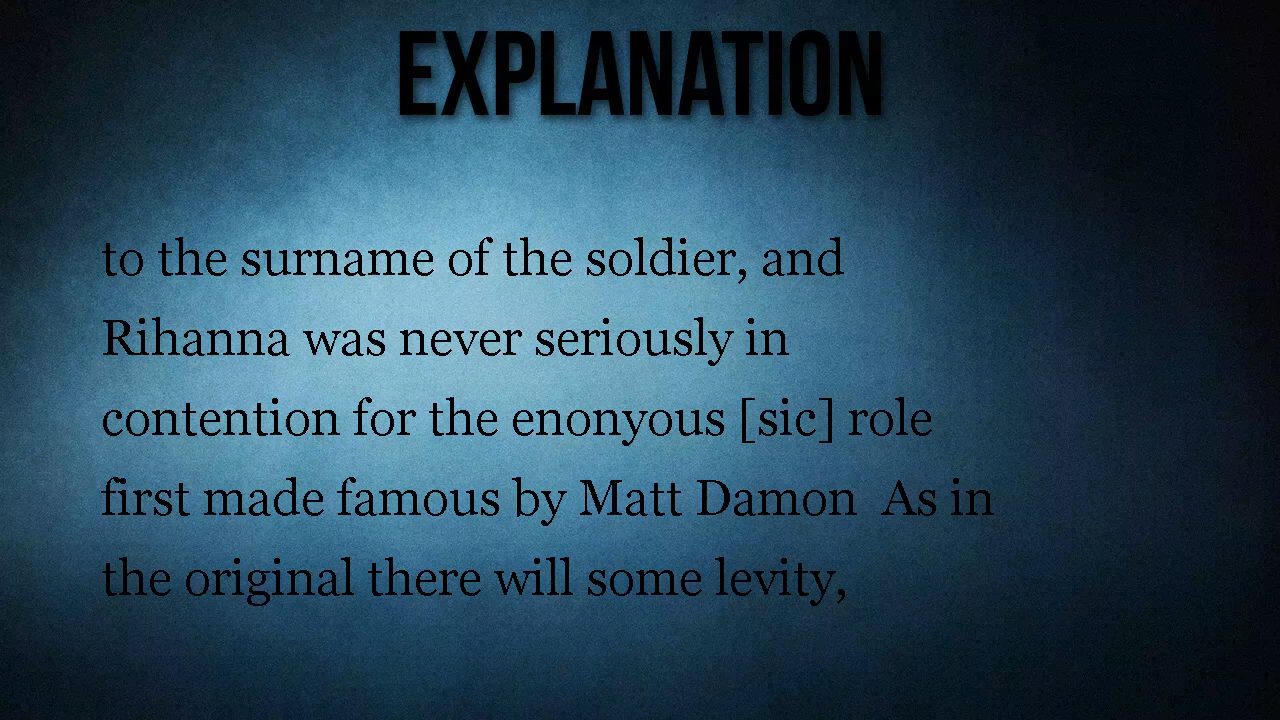 EXPLANATION
to the surname of the soldier, and
Rihanna was never seriously in
contention for the enonyous [sic] role
first made famous by Matt Damon  As in
the original there will some levity,